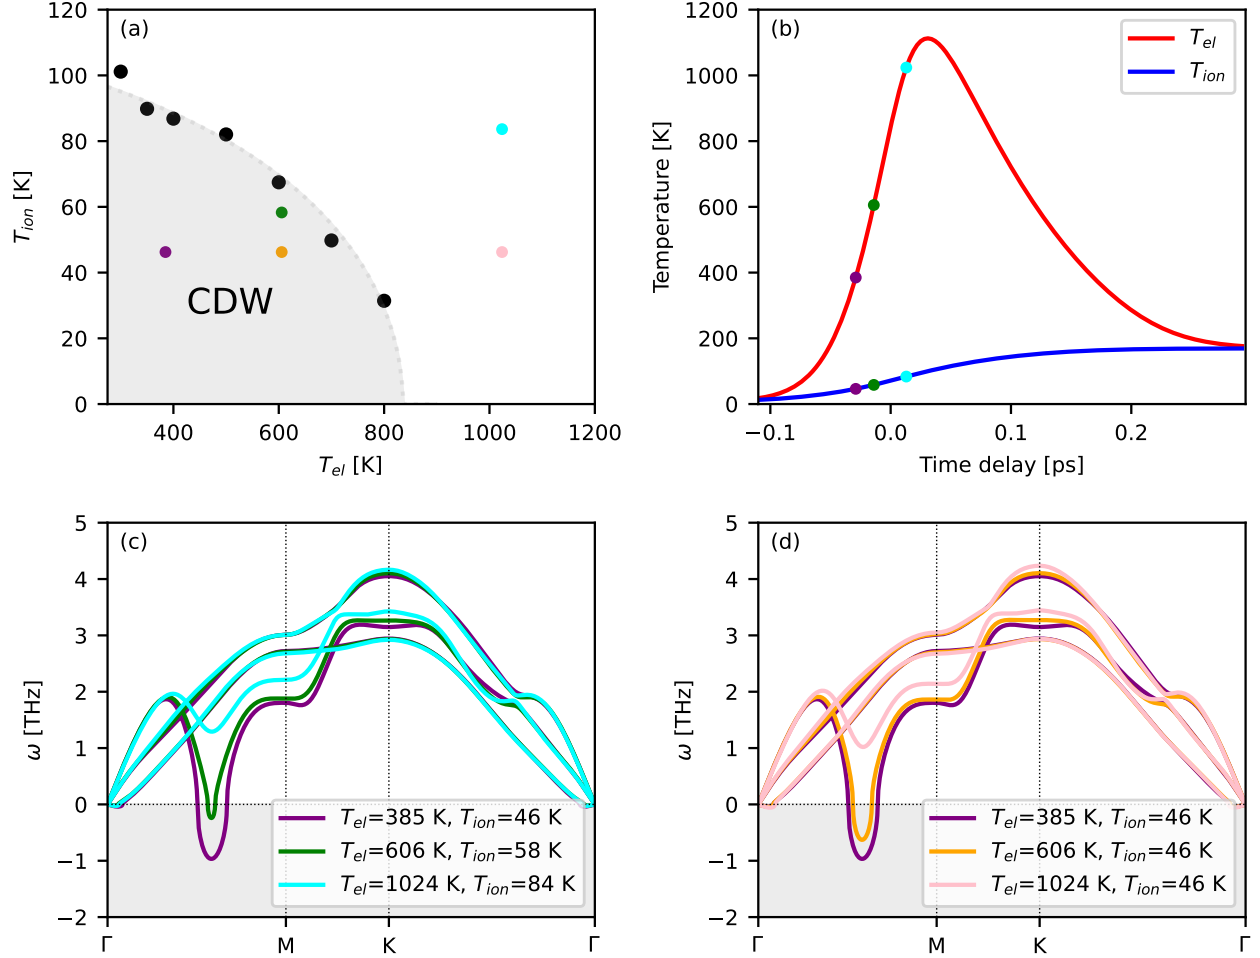 (a)
120
100
80
60
40
20
0
T_ion [K]
CDW
400 600 800 1000 1200
T_el [K]
(b)
1200
1000
800
600
400
200
0
Temperature [K]
T_el
T_ion
−0.1 0.0 0.1 0.2
Time delay [ps]
(c)
5
4
3
2
1
0
−1
−2
ω [THz]
T_el=385 K, T_ion=46 K
T_el=606 K, T_ion=58 K
T_el=1024 K, T_ion=84 K
Γ M K Γ
(d)
5
4
3
2
1
0
−1
−2
ω [THz]
T_el=385 K, T_ion=46 K
T_el=606 K, T_ion=46 K
T_el=1024 K, T_ion=46 K
Γ M K Γ